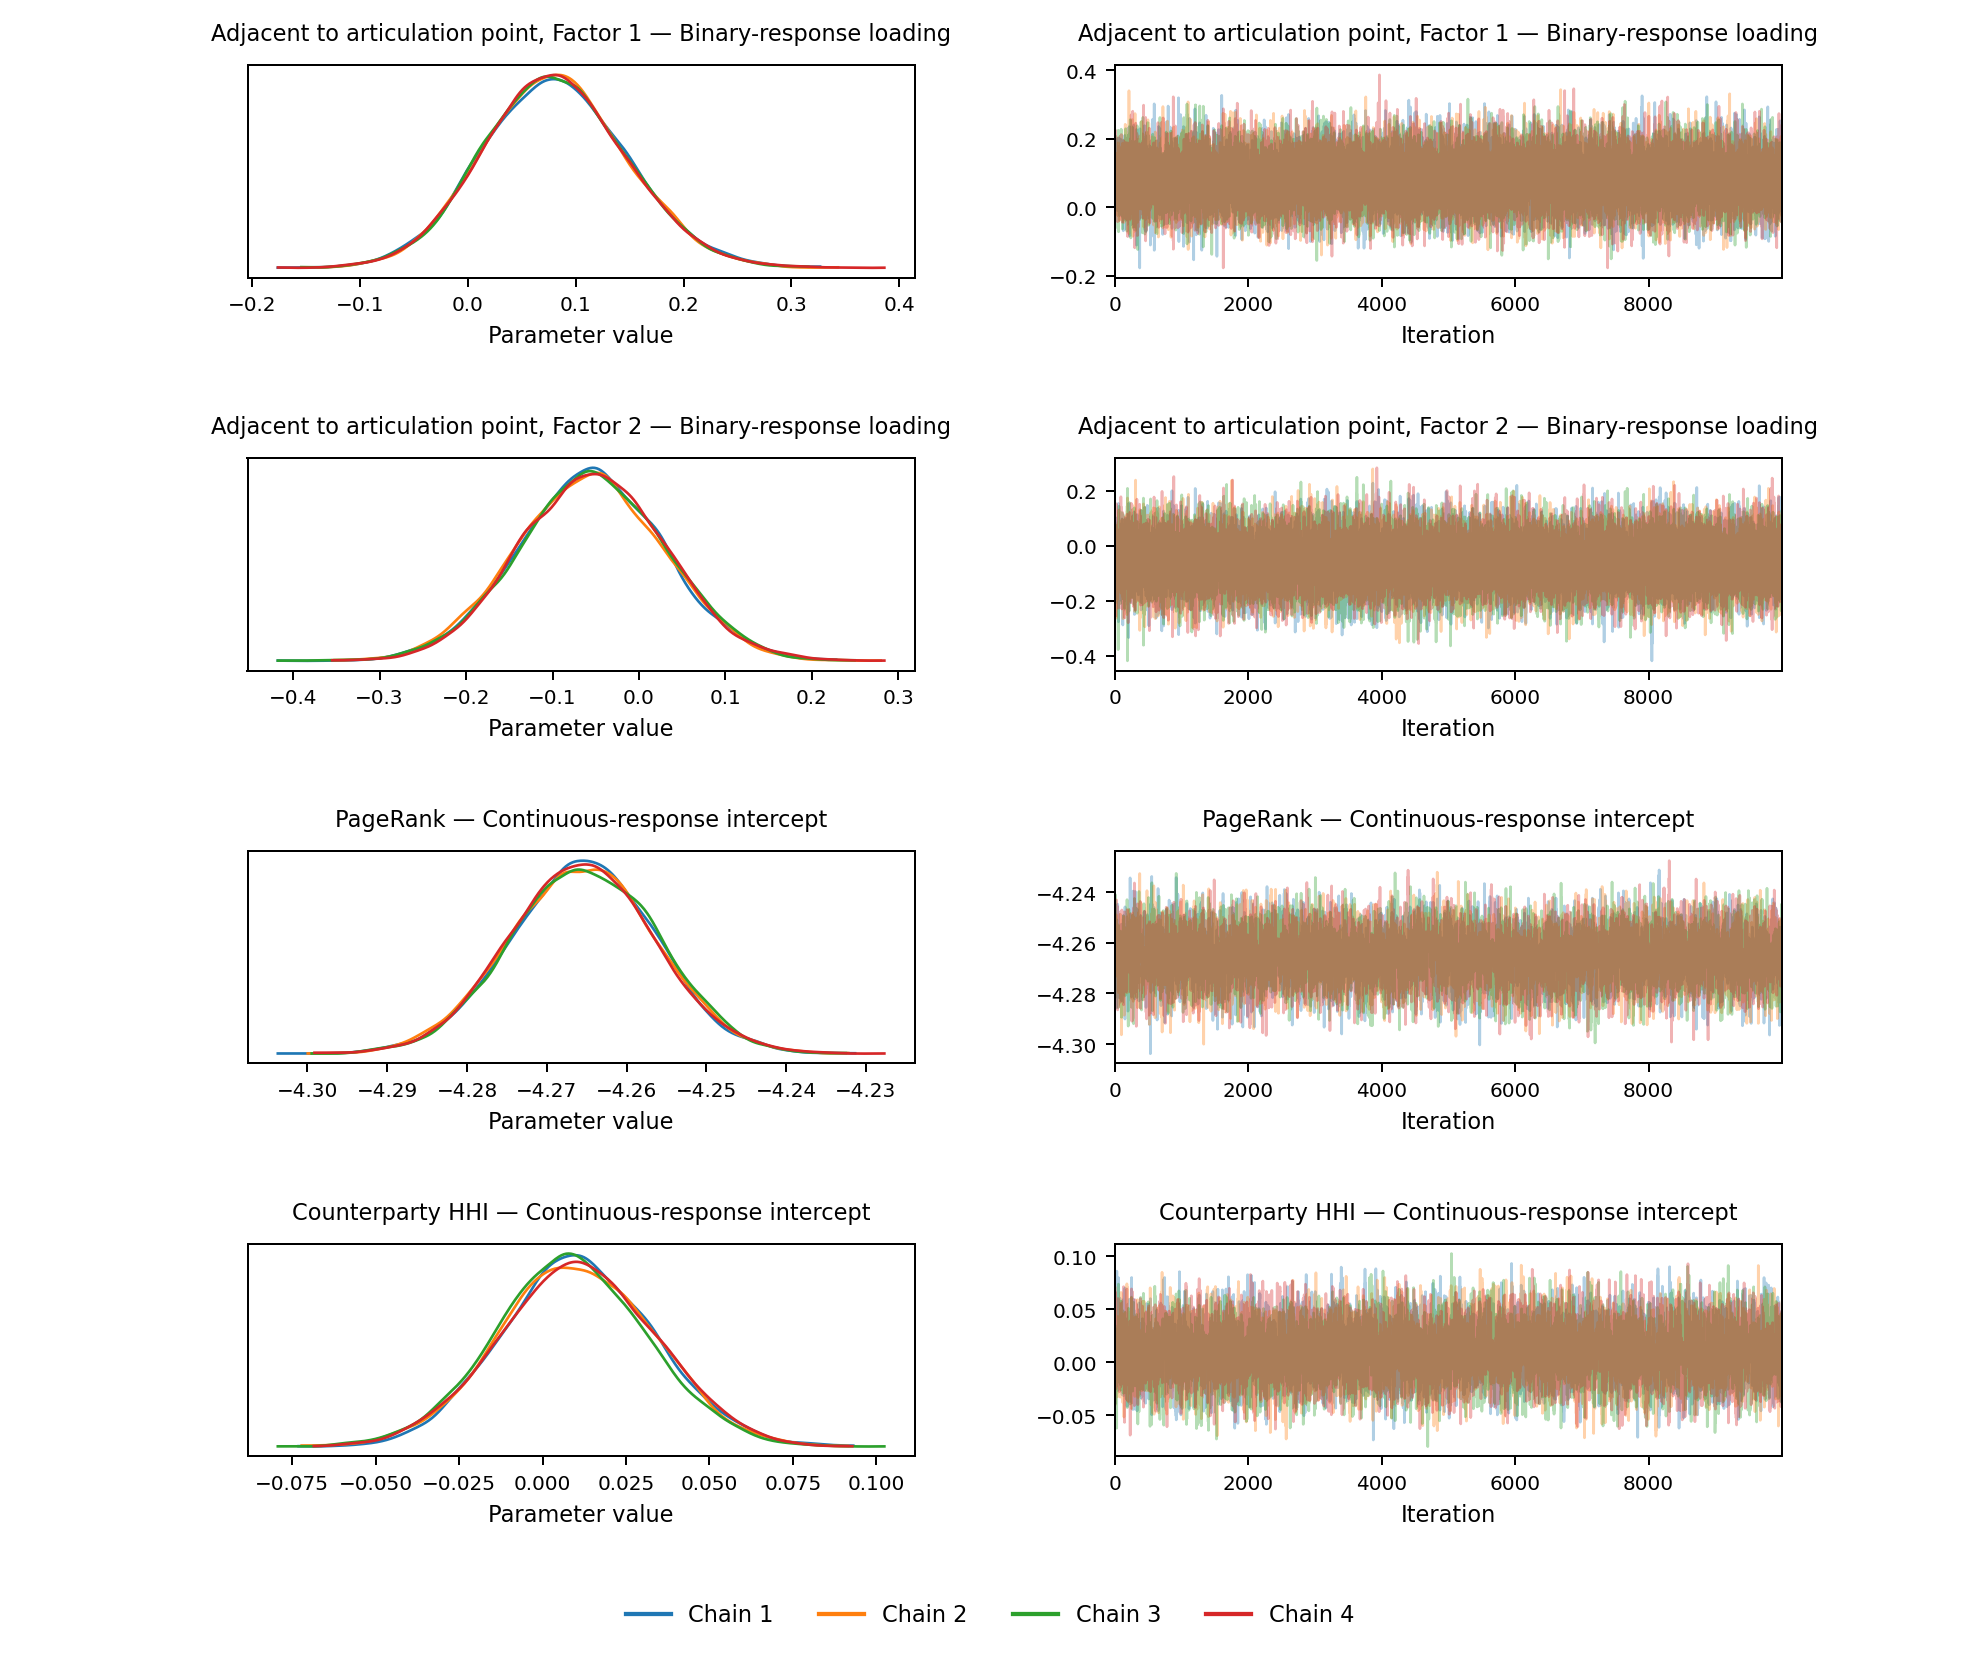 Adjacent to articulation point, Factor 1 — Binary-response loading
−0.2 −0.1 0.0 0.1 0.2 0.3 0.4
Parameter value
Adjacent to articulation point, Factor 1 — Binary-response loading
0.4
0.2
0.0
−0.2
0 2000 4000 6000 8000
Iteration
Adjacent to articulation point, Factor 2 — Binary-response loading
−0.4 −0.3 −0.2 −0.1 0.0 0.1 0.2 0.3
Parameter value
Adjacent to articulation point, Factor 2 — Binary-response loading
0.2
0.0
−0.2
−0.4
0 2000 4000 6000 8000
Iteration
PageRank — Continuous-response intercept
−4.30 −4.29 −4.28 −4.27 −4.26 −4.25 −4.24 −4.23
Parameter value
PageRank — Continuous-response intercept
−4.24
−4.26
−4.28
−4.30
0 2000 4000 6000 8000
Iteration
Counterparty HHI — Continuous-response intercept
−0.075 −0.050 −0.025 0.000 0.025 0.050 0.075 0.100
Parameter value
Counterparty HHI — Continuous-response intercept
0.10
0.05
0.00
−0.05
0 2000 4000 6000 8000
Iteration
Chain 1 Chain 2 Chain 3 Chain 4